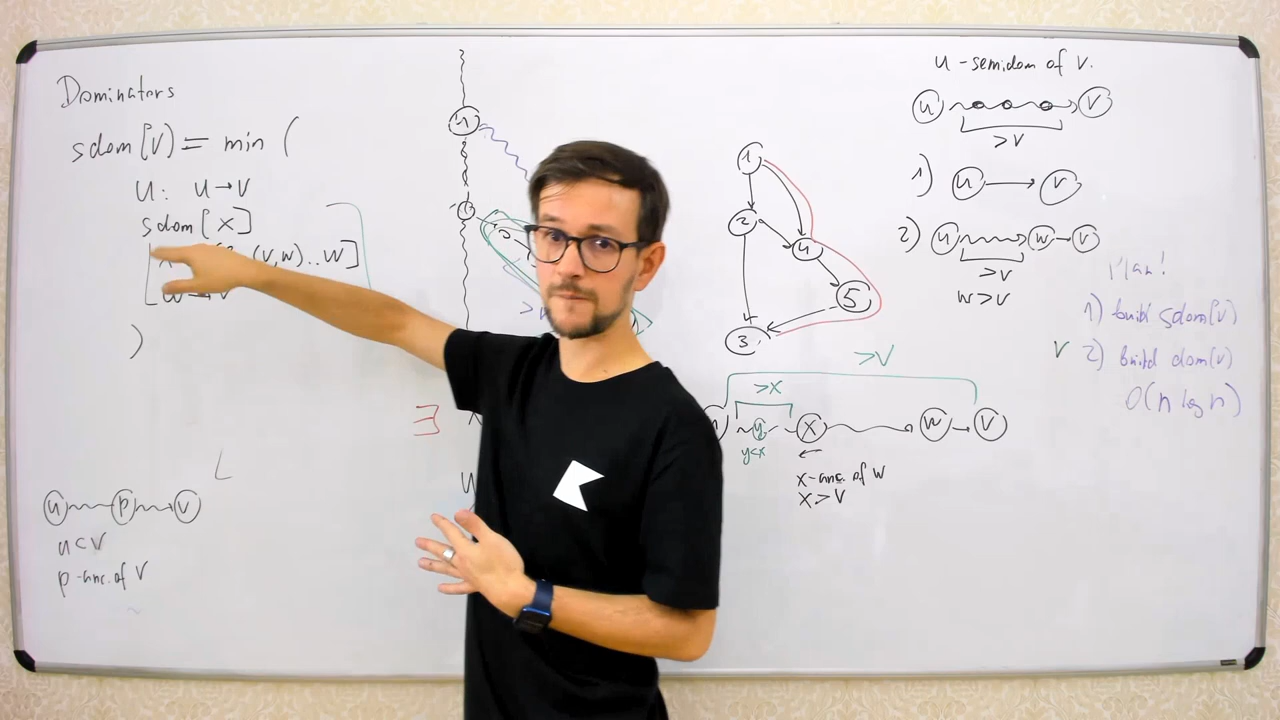 Dominators
sdom[v] = min (
u: u→v
sdom[x]
(v,w)..w]
)
u
v
p
u<v
p-anc. of v
L
u
>v
∃
1
2
4
5
3
>v
>x
y
x
w
v
y<x
x-anc. of w
x>v
u-semidom of v.
u
v
>v
1) u → v
2) u w v
>v
w>v
Plan!
1) build sdom(v)
v 2) build dom(v)
O(n log n)